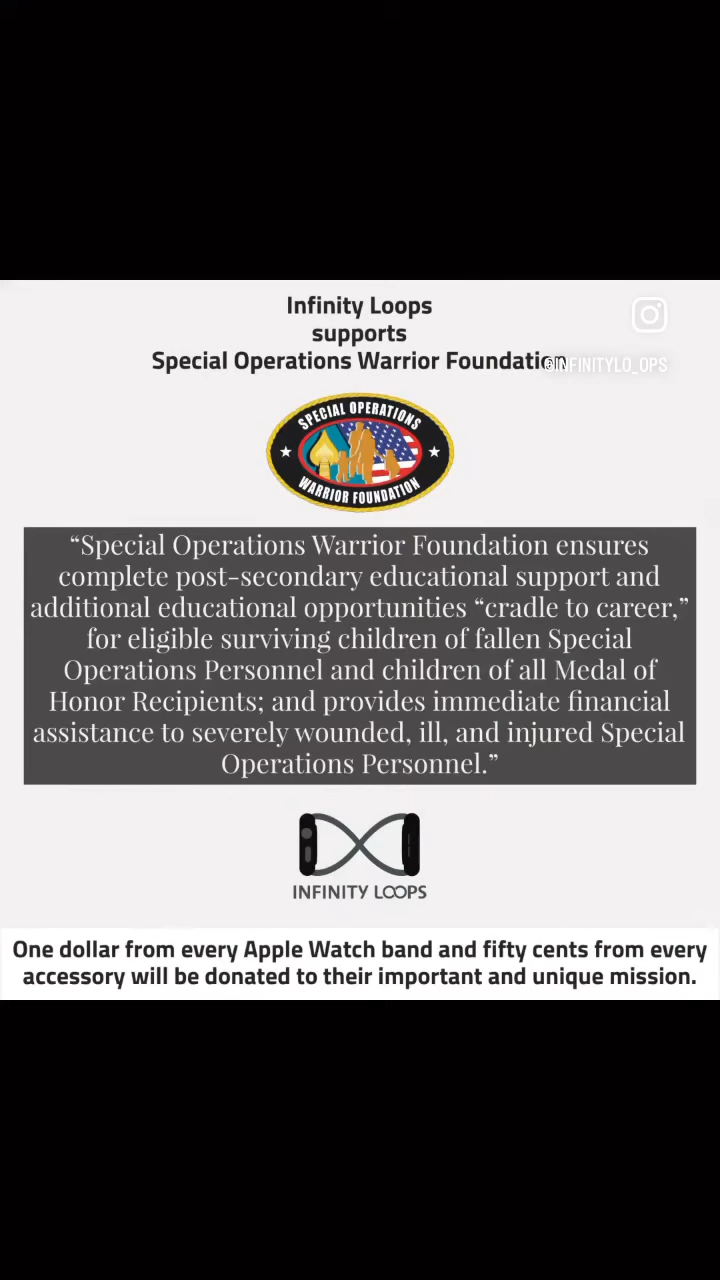 Infinity Loops
supports
Special Operations Warrior Foundation
@INFINITYLO_OPS
SPECIAL OPERATIONS
WARRIOR FOUNDATION
“Special Operations Warrior Foundation ensures
complete post-secondary educational support and
additional educational opportunities “cradle to career,”
for eligible surviving children of fallen Special
Operations Personnel and children of all Medal of
Honor Recipients; and provides immediate financial
assistance to severely wounded, ill, and injured Special
Operations Personnel.”
INFINITY LOOPS
One dollar from every Apple Watch band and fifty cents from every
accessory will be donated to their important and unique mission.